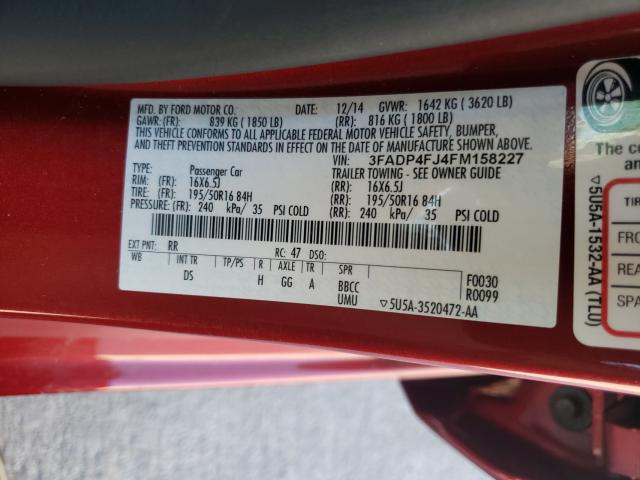 MFD. BY FORD MOTOR CO. DATE: 12/14 GVWR: 1642 KG ( 3620 LB)
GAWR: (FR): 839 KG ( 1850 LB) (RR): 816 KG ( 1800 LB)
THIS VEHICLE CONFORMS TO ALL APPLICABLE FEDERAL MOTOR VEHICLE SAFETY, BUMPER,
AND THEFT PREVENTION STANDARDS IN EFFECT ON THE DATE OF MANUFACTURE SHOWN ABOVE.
VIN: 3FADP4FJ4FM158227
TYPE: Passenger Car TRAILER TOWING - SEE OWNER GUIDE
RIM: (FR): 16X6.5J (RR): 16X6.5J
TIRE: (FR): 195/50R16 84H (RR): 195/50R16 84H
PRESSURE: (FR): 240 kPa/ 35 PSI COLD (RR): 240 kPa/ 35 PSI COLD
EXT PNT: RR RC: 47 DSO:
WB INT TR TP/PS R AXLE TR SPR
DS H GG A BBCC
UMU
F0030
R0099
▽5U5A-3520472-AA
▽5U5A-1532-AA (TLU)
The co
TIR
FRO
REA
SPA